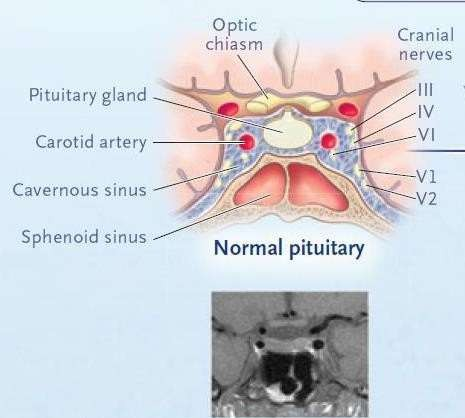 Optic
chiasm
Cranial
nerves
Pituitary gland
III
IV
Carotid artery
VI
Cavernous sinus
V1
V2
Sphenoid sinus
Normal pituitary